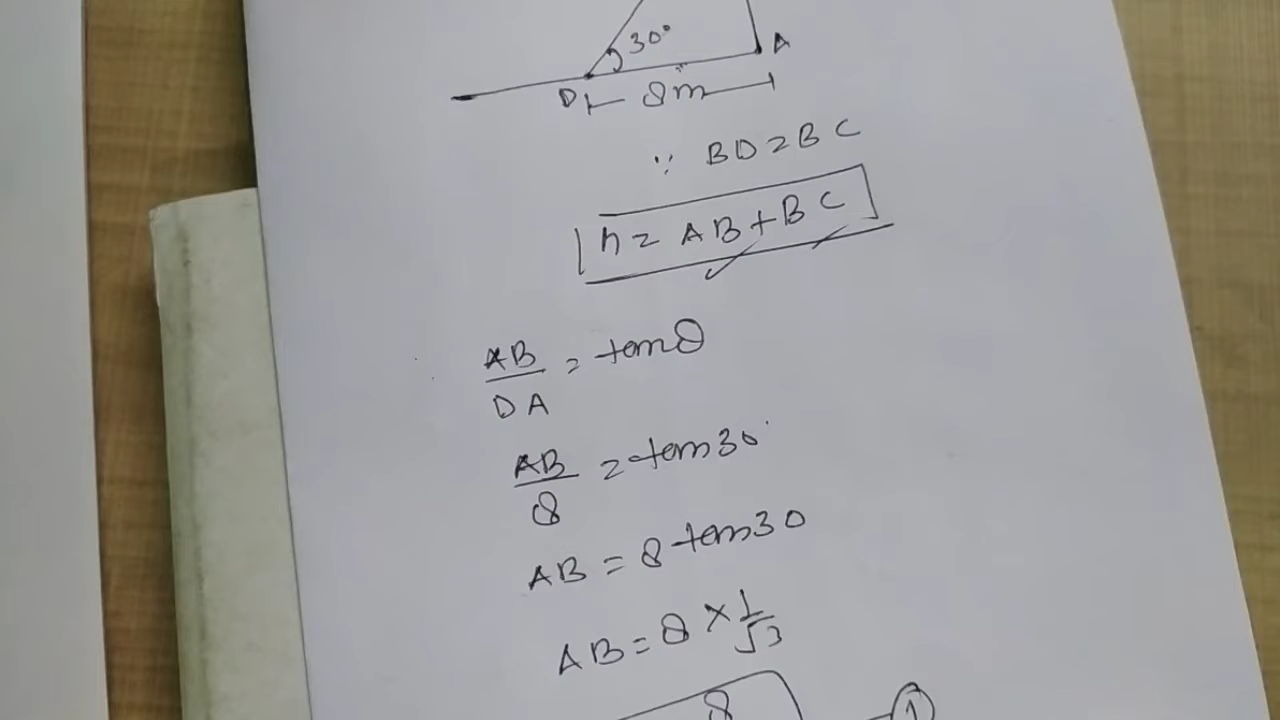 30°
A
D 8m
∵ BD = BC
h = AB + BC
AB/DA = tanθ
AB/8 = tan30°
AB = 8 tan30
AB = 8 × 1/√3
8
1